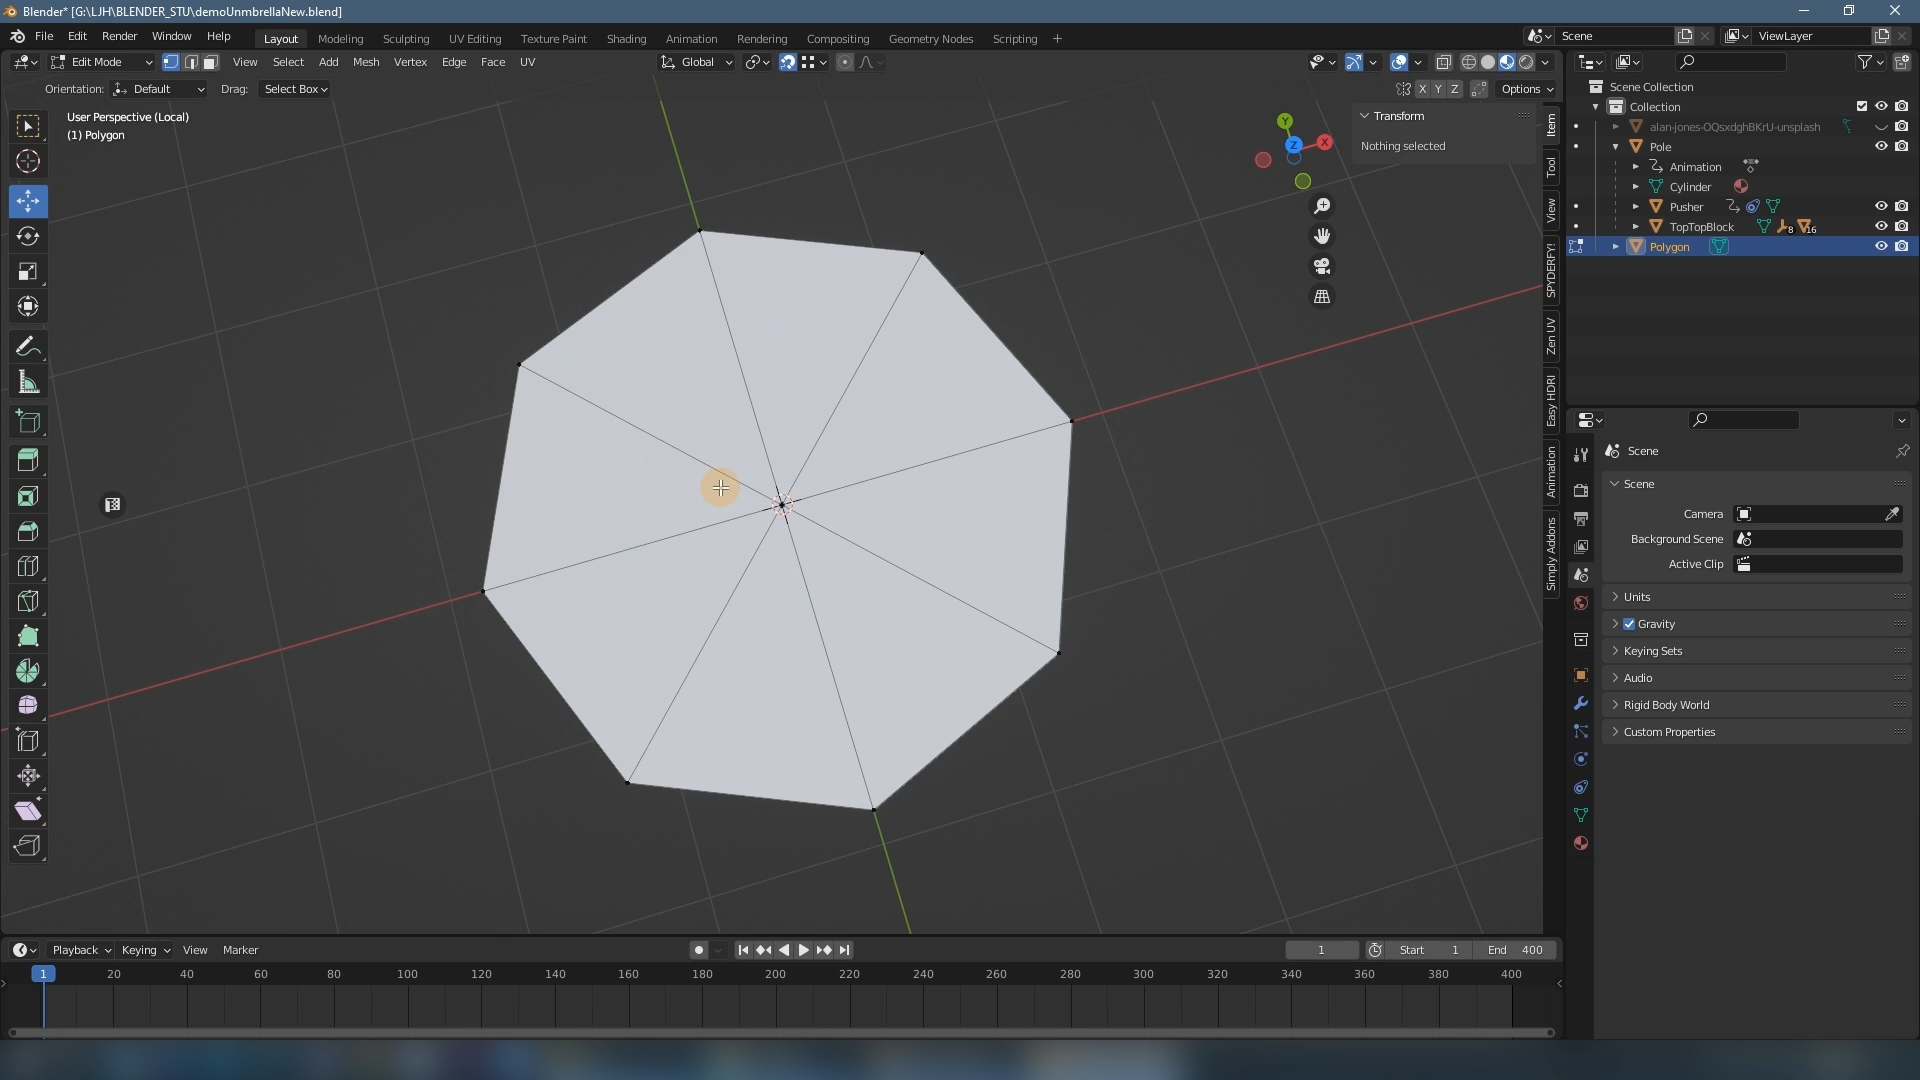 Blender* [G:\LJH\BLENDER_STU\demoUnmbrellaNew.blend]
File Edit Render Window Help Layout Modeling Sculpting UV Editing Texture Paint Shading Animation Rendering Compositing Geometry Nodes Scripting + Scene ViewLayer
Edit Mode View Select Add Mesh Vertex Edge Face UV Global
Orientation: Default Drag: Select Box X Y Z Options
User Perspective (Local)
(1) Polygon
Y
X
Z
Transform
Nothing selected
Item
Tool
View
SPYDERFY!
Zen UV
Easy HDRI
Animation
Simply Addons
Scene Collection
Collection
alan-jones-OQsxdghBKrU-unsplash
Pole
Animation
Cylinder
Pusher
TopTopBlock 8 16
Polygon
Scene
Scene
Camera
Background Scene
Active Clip
Units
Gravity
Keying Sets
Audio
Rigid Body World
Custom Properties
Playback Keying View Marker 1 Start 1 End 400
1 20 40 60 80 100 120 140 160 180 200 220 240 260 280 300 320 340 360 380 400